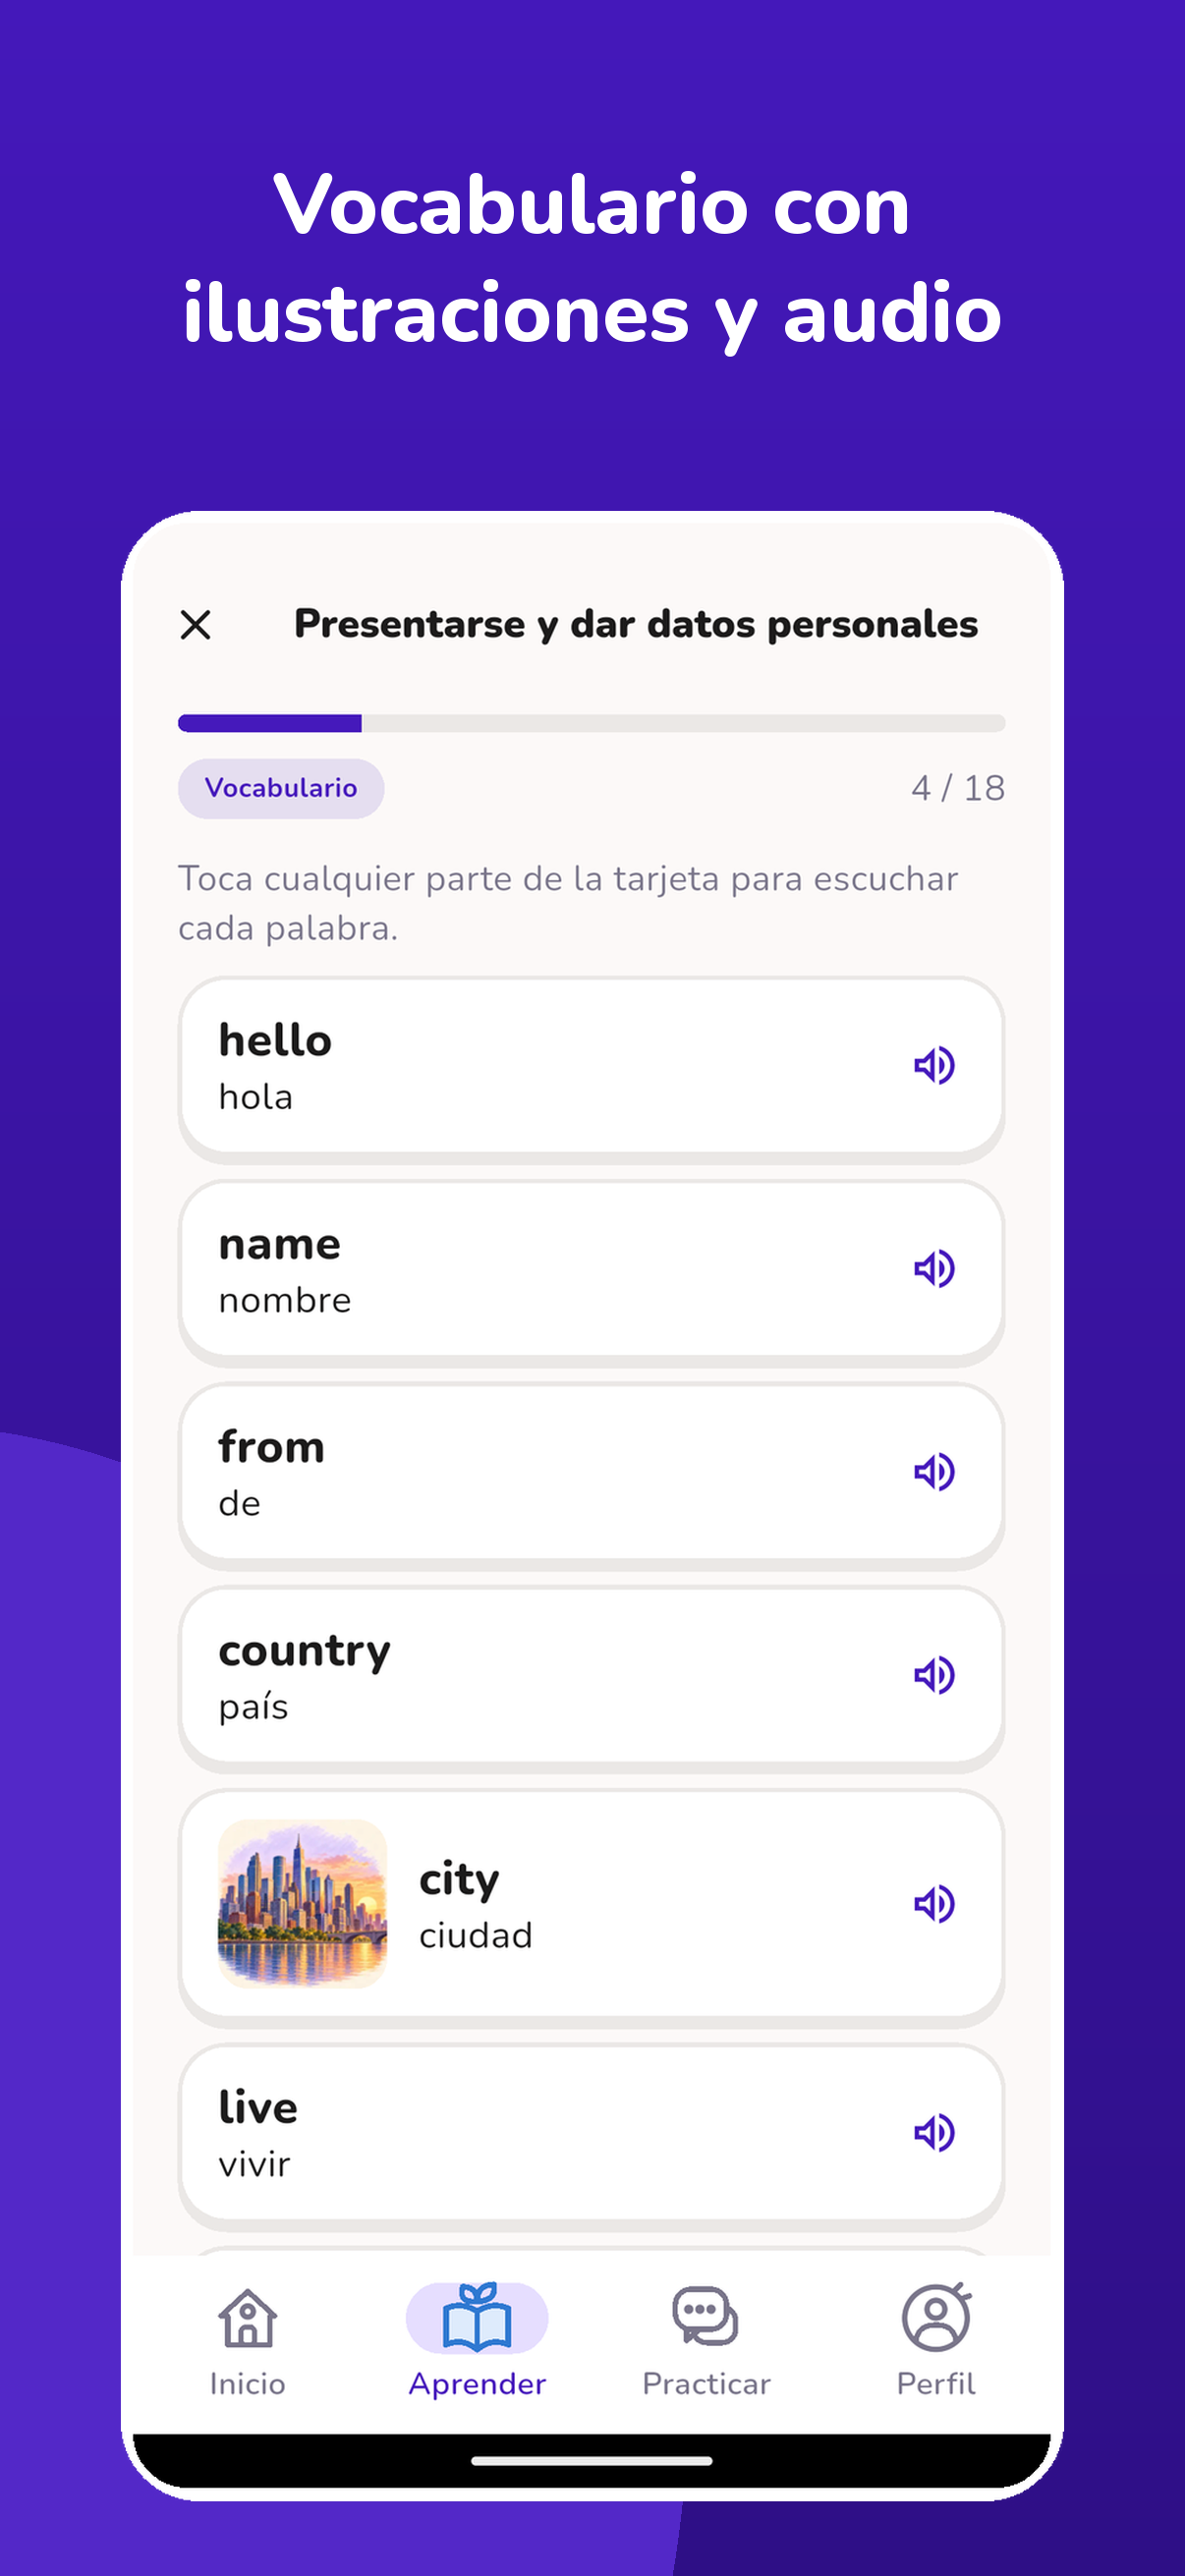 Vocabulario con
ilustraciones y audio
Presentarse y dar datos personales
Vocabulario
4 / 18
Toca cualquier parte de la tarjeta para escuchar
cada palabra.
hello
hola
name
nombre
from
de
country
país
city
ciudad
live
vivir
Inicio
Aprender
Practicar
Perfil